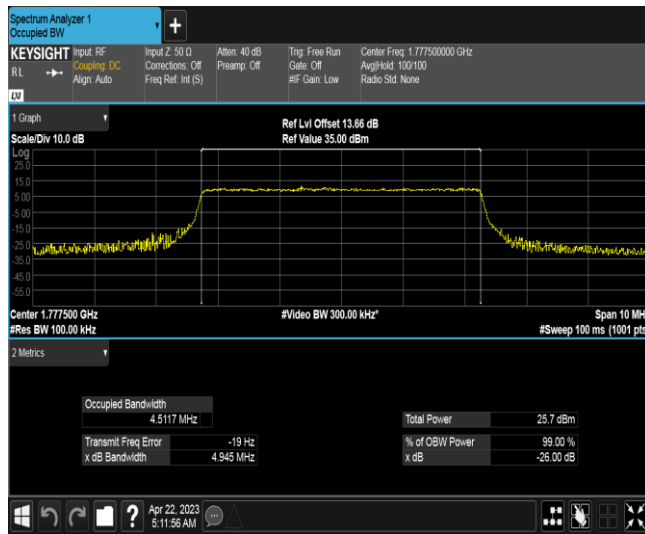 Spectrum Analyzer 1
Occupied BW
+
KEYSIGHT
RL
LXI
Input: RF
Coupling: DC
Align: Auto
Input Z: 50 Ω
Corrections: Off
Freq Ref: Int (S)
Atten: 40 dB
Preamp: Off
Trig: Free Run
Gate: Off
#IF Gain: Low
Center Freq: 1.777500000 GHz
Avg|Hold: 100/100
Radio Std: None
1 Graph
Scale/Div 10.0 dB
Ref Lvl Offset 13.66 dB
Ref Value 35.00 dBm
Log
25.0
15.0
5.00
-5.00
-15.0
-25.0
-35.0
-45.0
-55.0
Center 1.777500 GHz
#Res BW 100.00 kHz
#Video BW 300.00 kHz*
Span 10 MH
#Sweep 100 ms (1001 pts
2 Metrics
Occupied Bandwidth
4.5117 MHz
Transmit Freq Error -19 Hz
x dB Bandwidth 4.945 MHz
Total Power 25.7 dBm
% of OBW Power 99.00 %
x dB -26.00 dB
?
Apr 22, 2023
5:11:56 AM